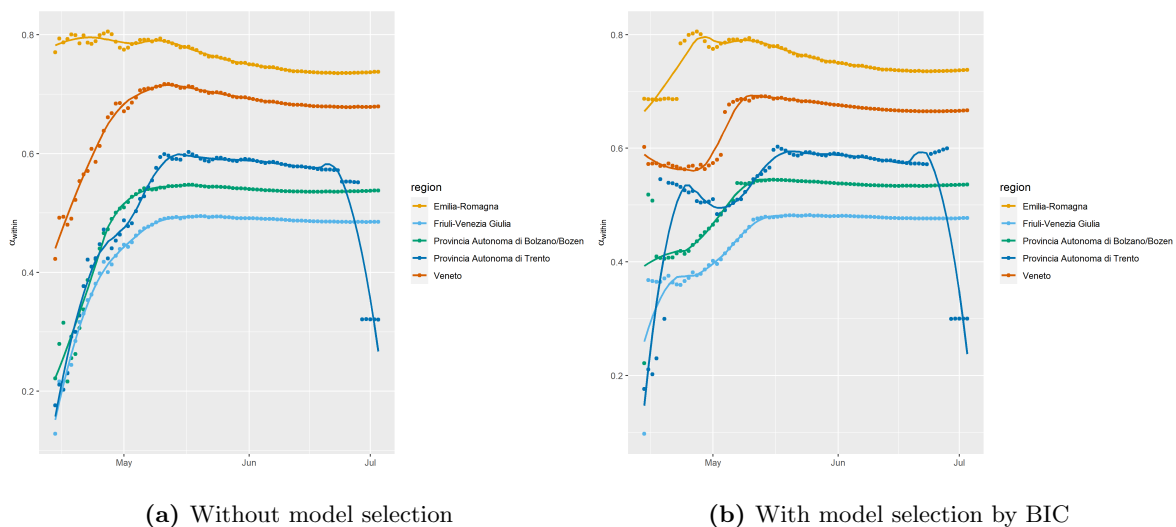 0.8
0.6
0.4
0.2
α within
May
Jun
Jul
region
Emilia-Romagna
Friuli-Venezia Giulia
Provincia Autonoma di Bolzano/Bozen
Provincia Autonoma di Trento
Veneto
(a) Without model selection
0.8
0.6
0.4
0.2
α within
May
Jun
Jul
region
Emilia-Romagna
Friuli-Venezia Giulia
Provincia Autonoma di Bolzano/Bozen
Provincia Autonoma di Trento
Veneto
(b) With model selection by BIC